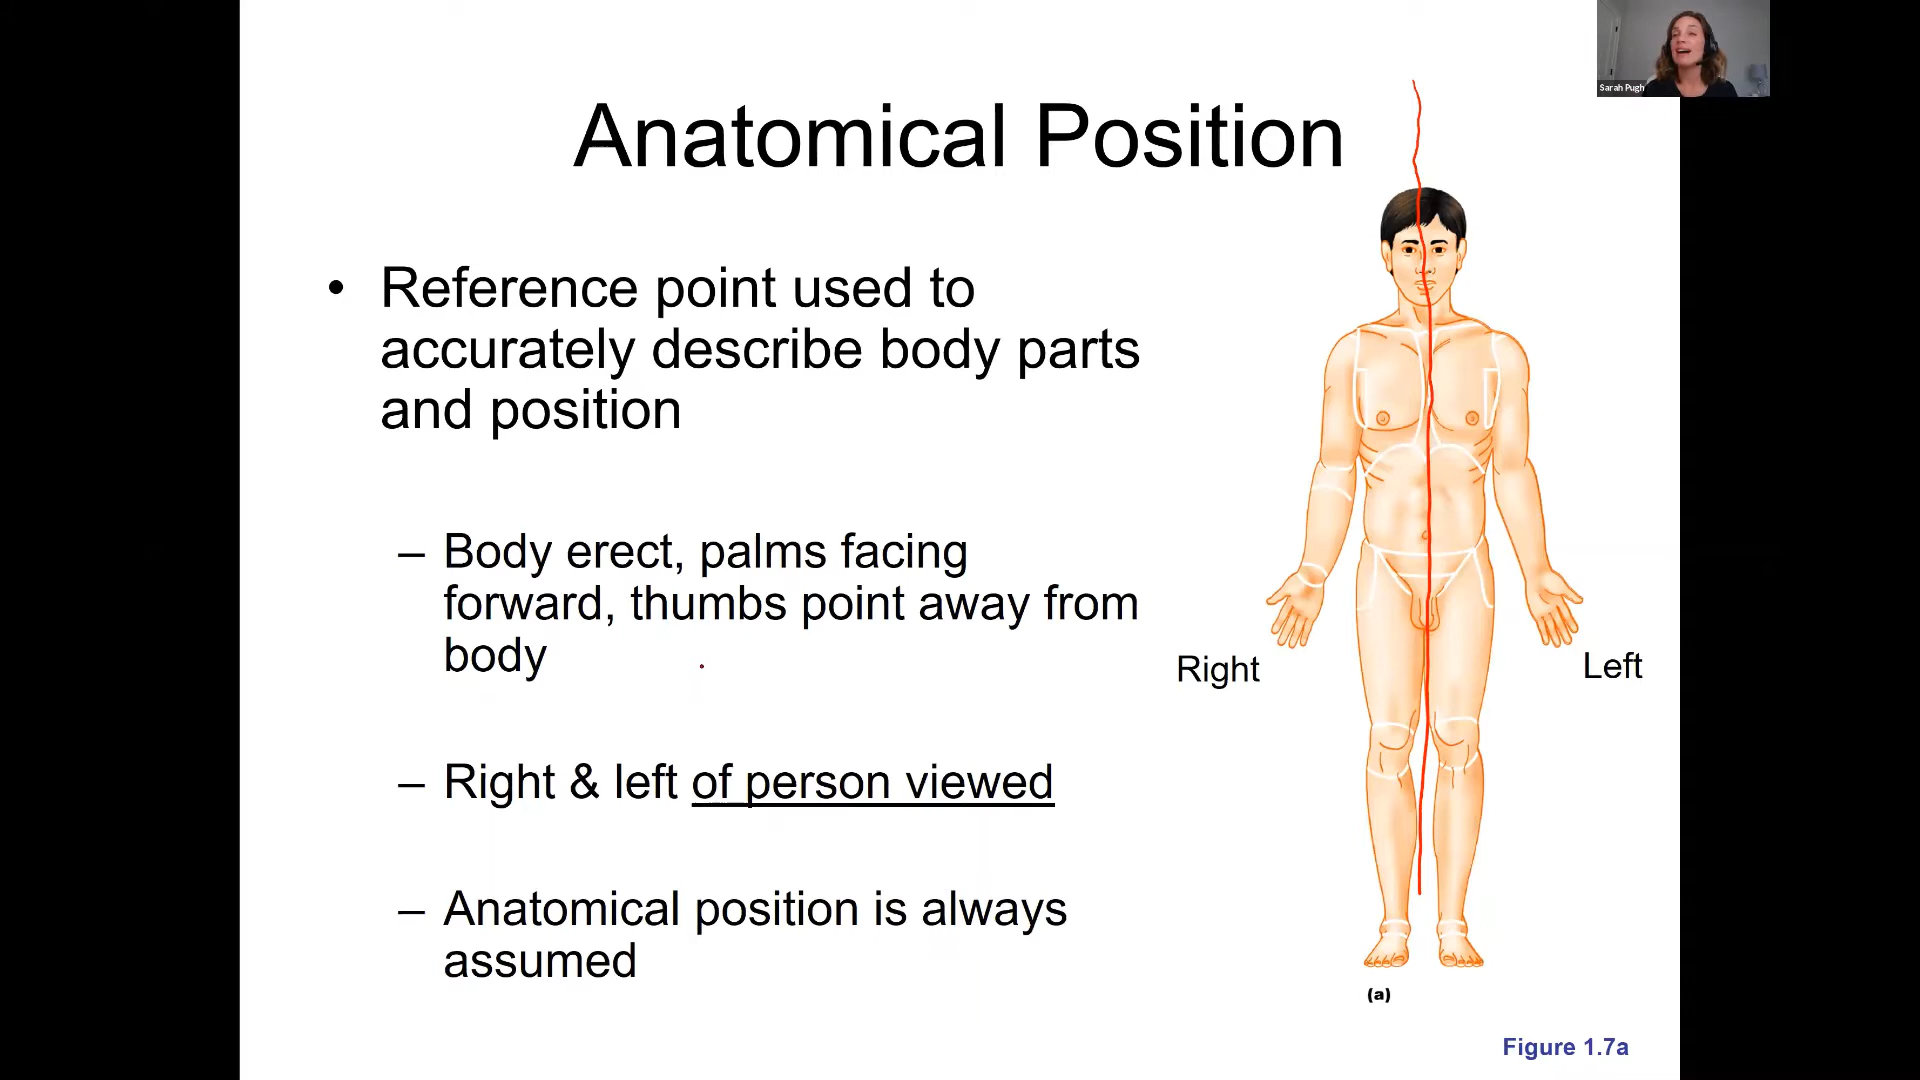 Sarah Pugh
Anatomical Position
• Reference point used to
accurately describe body parts
and position
– Body erect, palms facing
forward, thumbs point away from
body
Right
Left
– Right & left of person viewed
– Anatomical position is always
assumed
(a)
Figure 1.7a